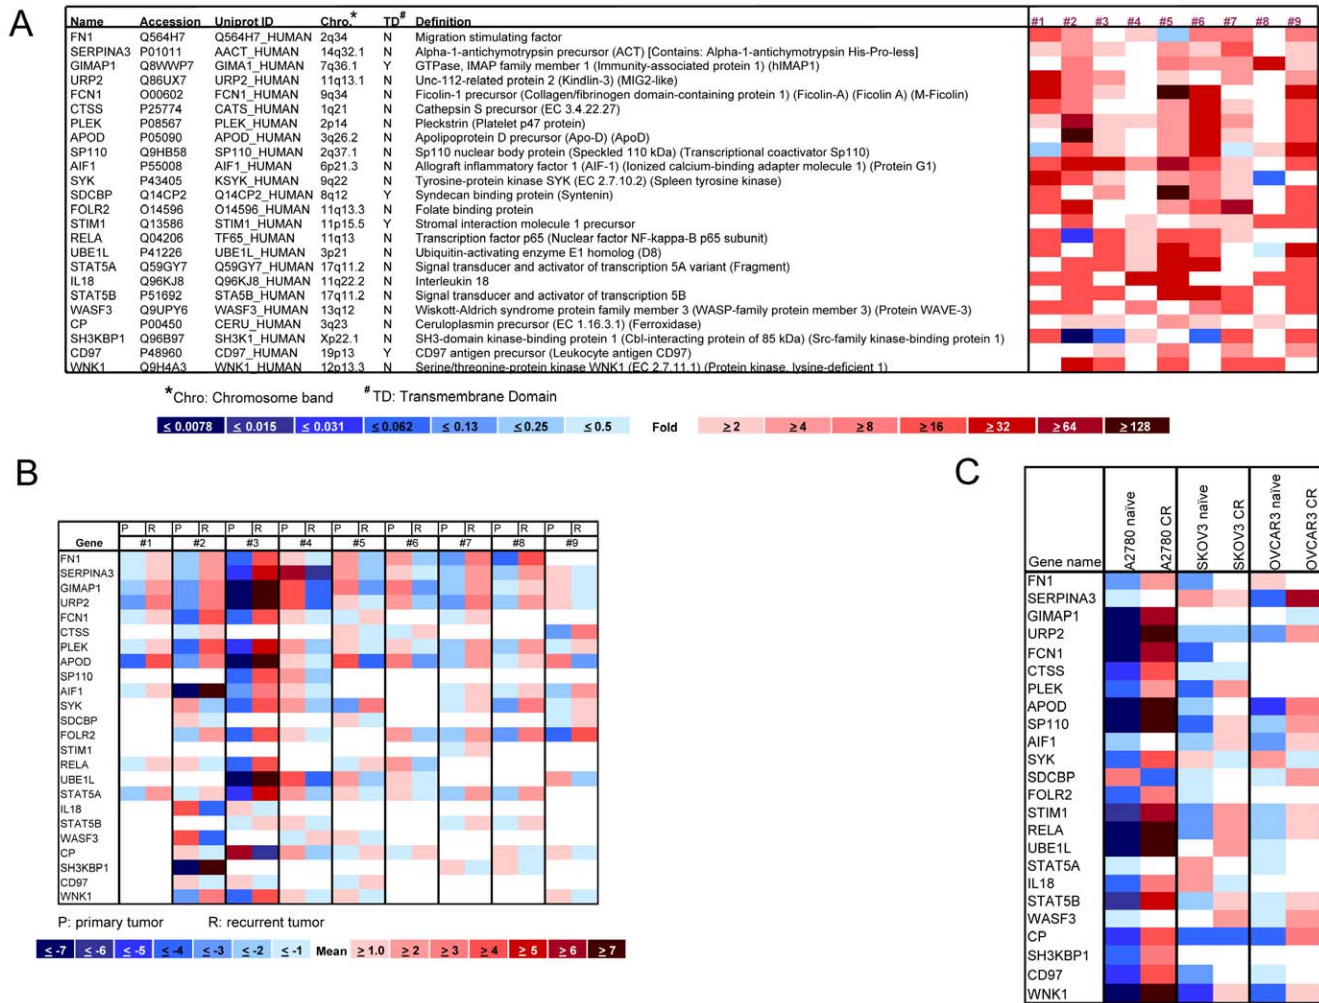 A
Name Accession Uniprot ID Chro.* TD# Definition #1 #2 #3 #4 #5 #6 #7 #8 #9
FN1 Q564H7 Q564H7_HUMAN 2q34 N Migration stimulating factor
SERPINA3 P01011 AACT_HUMAN 14q32.1 N Alpha-1-antichymotrypsin precursor (ACT) [Contains: Alpha-1-antichymotrypsin His-Pro-less]
GIMAP1 Q8WWP7 GIMA1_HUMAN 7q36.1 Y GTPase, IMAP family member 1 (Immunity-associated protein 1) (hIMAP1)
URP2 Q86UX7 URP2_HUMAN 11q13.1 N Unc-112-related protein 2 (Kindlin-3) (MIG2-like)
FCN1 O00602 FCN1_HUMAN 9q34 N Ficolin-1 precursor (Collagen/fibrinogen domain-containing protein 1) (Ficolin-A) (Ficolin A) (M-Ficolin)
CTSS P25774 CATS_HUMAN 1q21 N Cathepsin S precursor (EC 3.4.22.27)
PLEK P08567 PLEK_HUMAN 2p14 N Pleckstrin (Platelet p47 protein)
APOD P05090 APOD_HUMAN 3q26.2 N Apolipoprotein D precursor (Apo-D) (ApoD)
SP110 Q9HB58 SP110_HUMAN 2q37.1 N Sp110 nuclear body protein (Speckled 110 kDa) (Transcriptional coactivator Sp110)
AIF1 P55008 AIF1_HUMAN 6p21.3 N Allograft inflammatory factor 1 (AIF-1) (Ionized calcium-binding adapter molecule 1) (Protein G1)
SYK P43405 KSYK_HUMAN 9q22 N Tyrosine-protein kinase SYK (EC 2.7.10.2) (Spleen tyrosine kinase)
SDCBP Q14CP2 Q14CP2_HUMAN 8q12 Y Syndecan binding protein (Syntenin)
FOLR2 O14596 O14596_HUMAN 11q13.3 N Folate binding protein
STIM1 Q13586 STIM1_HUMAN 11p15.5 Y Stromal interaction molecule 1 precursor
RELA Q04206 TF65_HUMAN 11q13 N Transcription factor p65 (Nuclear factor NF-kappa-B p65 subunit)
UBE1L P41226 UBE1L_HUMAN 3p21 N Ubiquitin-activating enzyme E1 homolog (D8)
STAT5A Q59GY7 Q59GY7_HUMAN 17q11.2 N Signal transducer and activator of transcription 5A variant (Fragment)
IL18 Q96KJ8 Q96KJ8_HUMAN 11q22.2 N Interleukin 18
STAT5B P51692 STA5B_HUMAN 17q11.2 N Signal transducer and activator of transcription 5B
WASF3 Q9UPY6 WASF3_HUMAN 13q12 N Wiskott-Aldrich syndrome protein family member 3 (WASP-family protein member 3) (Protein WAVE-3)
CP P00450 CERU_HUMAN 3q23 N Ceruloplasmin precursor (EC 1.16.3.1) (Ferroxidase)
SH3KBP1 Q96B97 SH3K1_HUMAN Xp22.1 N SH3-domain kinase-binding protein 1 (Cbl-interacting protein of 85 kDa) (Src-family kinase-binding protein 1)
CD97 P48960 CD97_HUMAN 19p13 Y CD97 antigen precursor (Leukocyte antigen CD97)
WNK1 Q9H4A3 WNK1_HUMAN 12p13.3 N Serine/threonine-protein kinase WNK1 (EC 2.7.11.1) (Protein kinase, lysine-deficient 1)
*Chro: Chromosome band #TD: Transmembrane Domain
≤ 0.0078 ≤ 0.015 ≤ 0.031 ≤ 0.062 ≤ 0.13 ≤ 0.25 ≤ 0.5 Fold ≥ 2 ≥ 4 ≥ 8 ≥ 16 ≥ 32 ≥ 64 ≥ 128
B
P R P R P R P R P R P R P R P R P R
Gene #1 #2 #3 #4 #5 #6 #7 #8 #9
FN1
SERPINA3
GIMAP1
URP2
FCN1
CTSS
PLEK
APOD
SP110
AIF1
SYK
SDCBP
FOLR2
STIM1
RELA
UBE1L
STAT5A
IL18
STAT5B
WASF3
CP
SH3KBP1
CD97
WNK1
P: primary tumor R: recurrent tumor
≤ -7 ≤ -6 ≤ -5 ≤ -4 ≤ -3 ≤ -2 ≤ -1 Mean ≥ 1.0 ≥ 2 ≥ 3 ≥ 4 ≥ 5 ≥ 6 ≥ 7
C
Gene name A2780 naïve A2780 CR SKOV3 naïve SKOV3 CR OVCAR3 naïve OVCAR3 CR
FN1
SERPINA3
GIMAP1
URP2
FCN1
CTSS
PLEK
APOD
SP110
AIF1
SYK
SDCBP
FOLR2
STIM1
RELA
UBE1L
STAT5A
IL18
STAT5B
WASF3
CP
SH3KBP1
CD97
WNK1